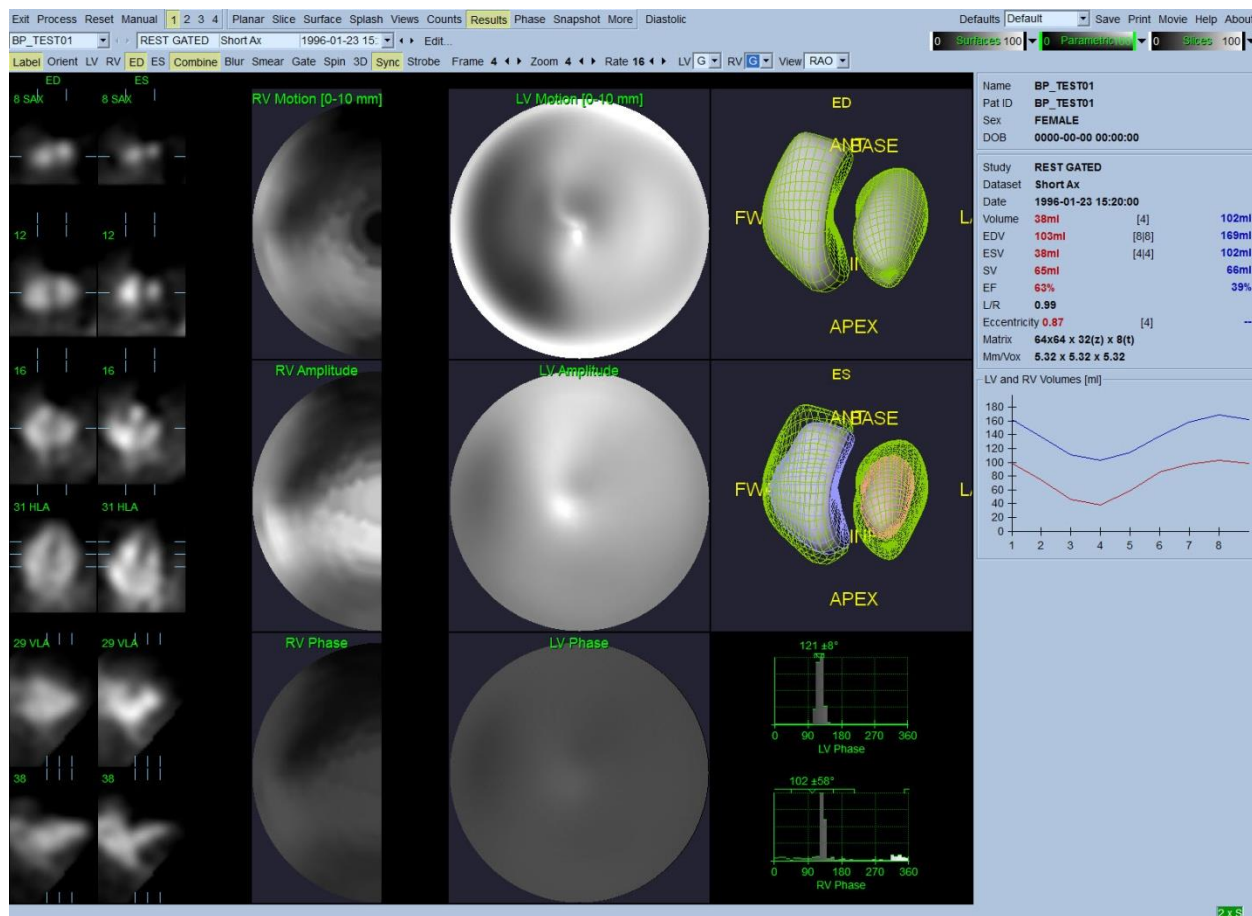 Exit Process Reset Manual 1 2 3 4 Planar Slice Surface Splash Views Counts Results Phase Snapshot More Diastolic Defaults Default Save Print Movie Help About
BP_TEST01 REST GATED Short Ax 1996-01-23 15: Edit... 0 Surfaces 100 0 Parametric 100 0 Slices 100
Label Orient LV RV ED ES Combine Blur Smear Gate Spin 3D Sync Strobe Frame 4 Zoom 4 Rate 16 LV G RV G View RAO
ED ES
8 SAX 8 SAX
12 12
16 16
31 HLA 31 HLA
29 VLA 29 VLA
38 38
RV Motion [0-10 mm] LV Motion [0-10 mm]
RV Amplitude LV Amplitude
RV Phase LV Phase
ED
ANT BASE
FW
APEX
ES
ANT BASE
FW
APEX
121 ±8°
0 90 180 270 360
LV Phase
102 ±58°
0 90 180 270 360
RV Phase
Name BP_TEST01
Pat ID BP_TEST01
Sex FEMALE
DOB 0000-00-00 00:00:00
Study REST GATED
Dataset Short Ax
Date 1996-01-23 15:20:00
Volume 38ml [4] 102ml
EDV 103ml [8|8] 169ml
ESV 38ml [4|4] 102ml
SV 65ml 66ml
EF 63% 39%
L/R 0.99
Eccentricity 0.87 [4] --
Matrix 64x64 x 32(z) x 8(t)
Mm/Vox 5.32 x 5.32 x 5.32
LV and RV Volumes [ml]
180
160
140
120
100
80
60
40
20
0
1 2 3 4 5 6 7 8
2 x S